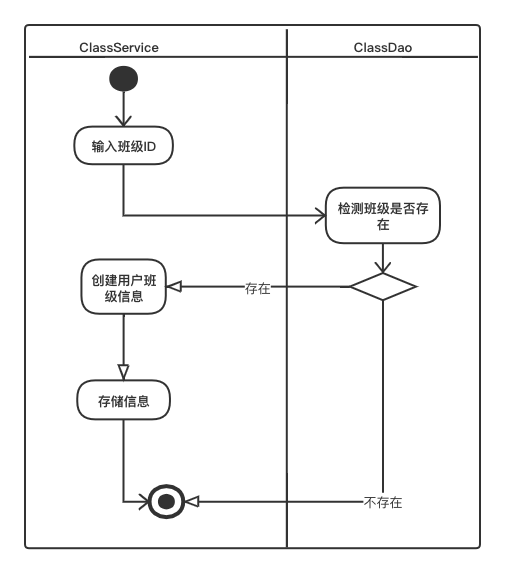 ClassService
ClassDao
输入班级ID
检测班级是否存
在
创建用户班
级信息
存在
存储信息
不存在